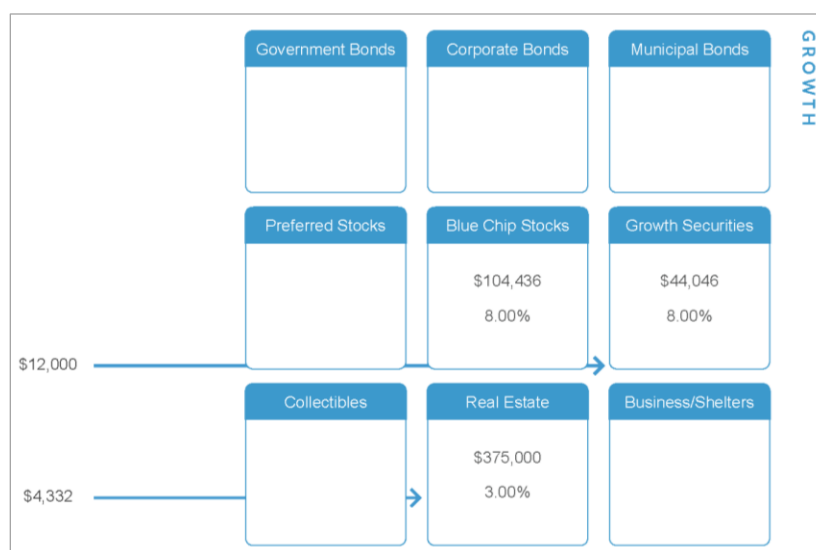 Government Bonds
Corporate Bonds
Municipal Bonds
GROWTH
Preferred Stocks
Blue Chip Stocks
Growth Securities
$104,436
$44,046
8.00%
8.00%
$12,000
Collectibles
Real Estate
Business/Shelters
$375,000
3.00%
$4,332